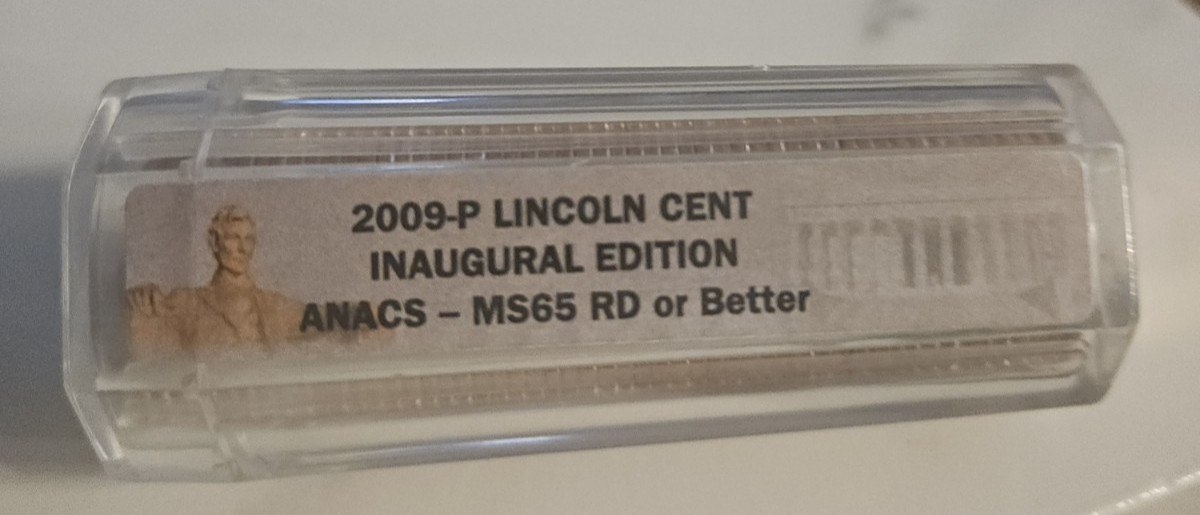 2009-P LINCOLN CENT
INAUGURAL EDITION
ANACS – MS65 RD or Better